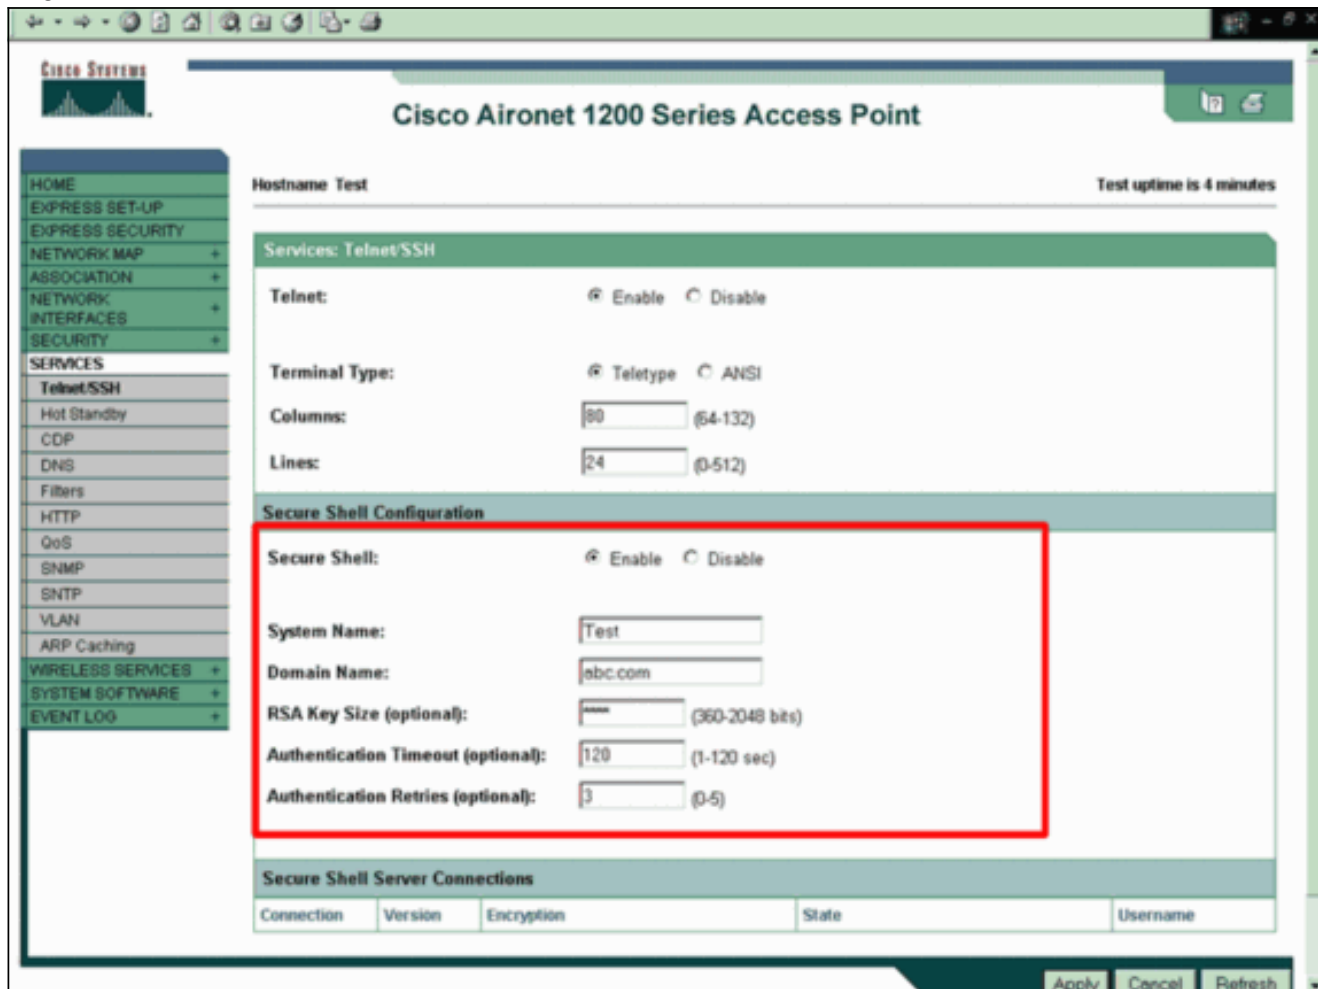 CISCO SYSTEMS
Cisco Aironet 1200 Series Access Point
HOME
EXPRESS SET-UP
EXPRESS SECURITY
NETWORK MAP +
ASSOCIATION +
NETWORK
INTERFACES +
SECURITY +
SERVICES
Telnet/SSH
Hot Standby
CDP
DNS
Filters
HTTP
QoS
SNMP
SNTP
VLAN
ARP Caching
WIRELESS SERVICES +
SYSTEM SOFTWARE +
EVENT LOG +
Hostname Test Test uptime is 4 minutes
Services: Telnet/SSH
Telnet: Enable Disable
Terminal Type: Teletype ANSI
Columns: 80 (64-132)
Lines: 24 (0-512)
Secure Shell Configuration
Secure Shell: Enable Disable
System Name: Test
Domain Name: abc.com
RSA Key Size (optional): **** (360-2048 bits)
Authentication Timeout (optional): 120 (1-120 sec)
Authentication Retries (optional): 3 (0-5)
Secure Shell Server Connections
Connection Version Encryption State Username
Apply Cancel Refresh